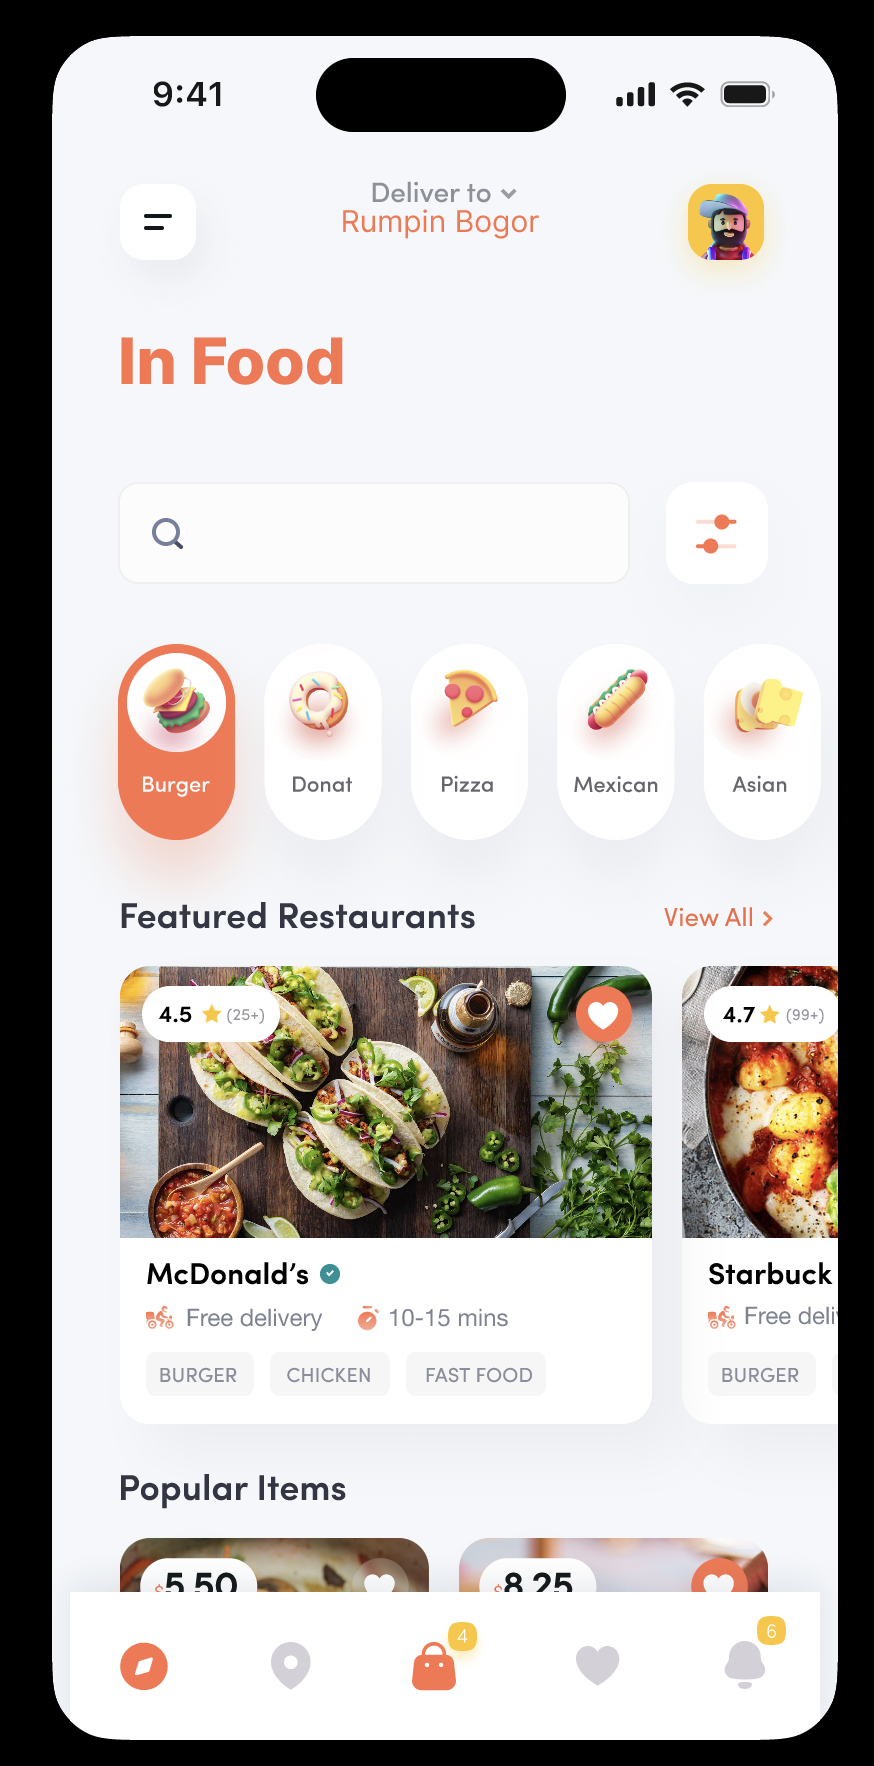 9:41
Deliver to
Rumpin Bogor
In Food
Burger
Donat
Pizza
Mexican
Asian
Featured Restaurants
View All
4.5 (25+)
4.7 (99+)
McDonald’s
Free delivery
10-15 mins
BURGER
CHICKEN
FAST FOOD
Starbuck
Free deliv
BURGER
Popular Items
$5.50
$8.25
4
6